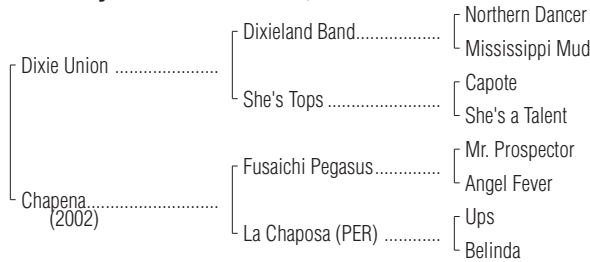 Northern Dancer
Dixieland Band..................
Mississippi Mud
Dixie Union ......................
Capote
She's Tops ........................
She's a Talent
Mr. Prospector
Fusaichi Pegasus..............
Angel Fever
Chapena............................
(2002)
Ups
La Chaposa (PER) ............
Belinda